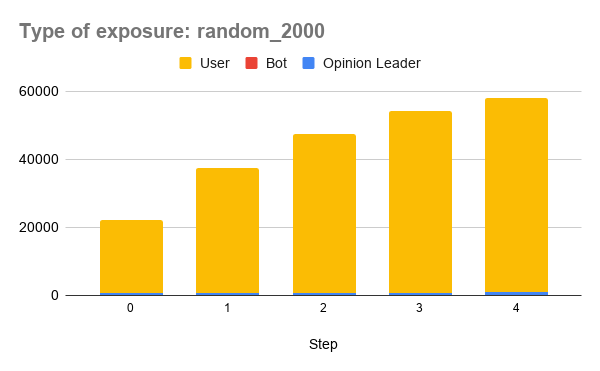 Type of exposure: random_2000
User Bot Opinion Leader
60000
40000
20000
0
0 1 2 3 4
Step